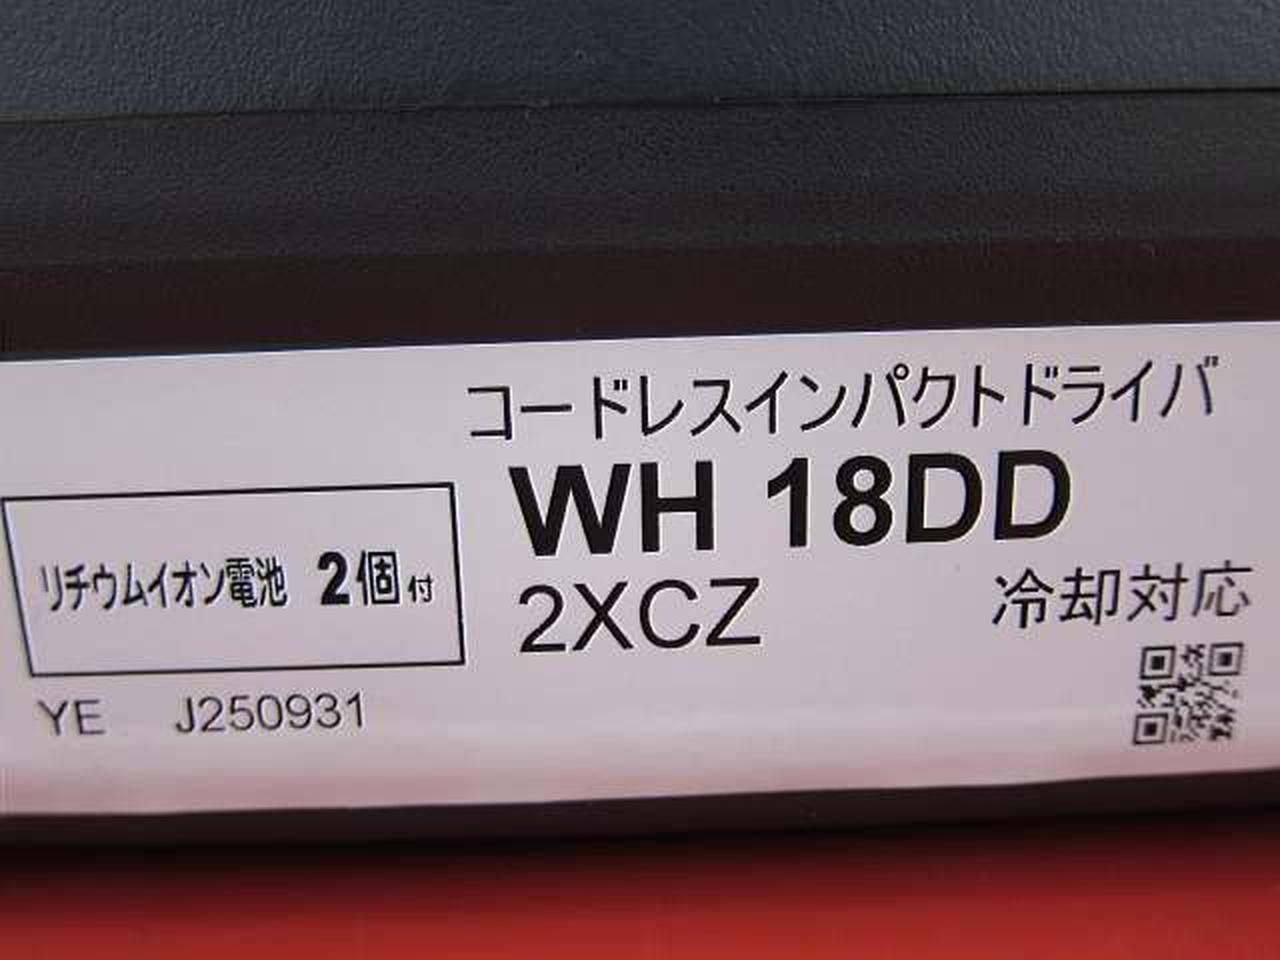 コードレスインパクトドライバ
WH 18DD
2XCZ
冷却対応
リチウムイオン電池 2個付
YE J250931